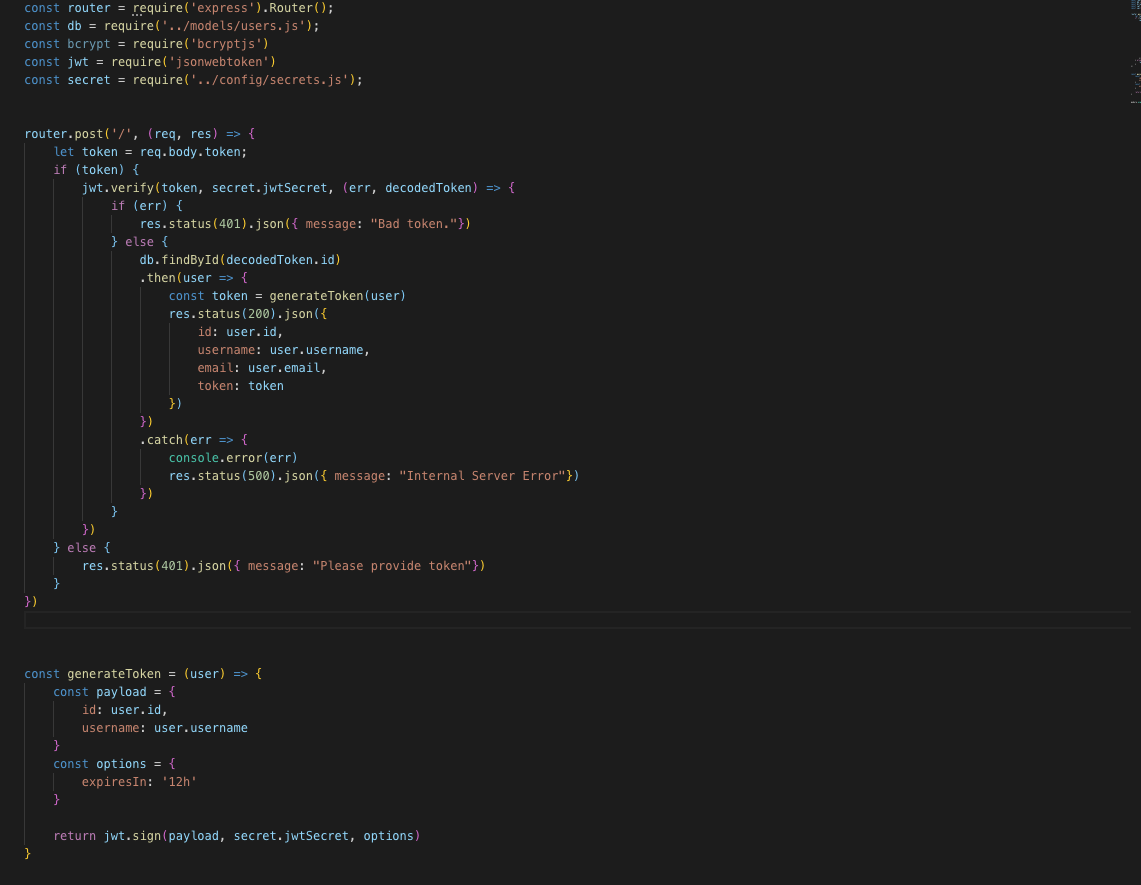 const router = require('express').Router();
const db = require('../models/users.js');
const bcrypt = require('bcryptjs')
const jwt = require('jsonwebtoken')
const secret = require('../config/secrets.js');
router.post('/', (req, res) => {
let token = req.body.token;
if (token) {
jwt.verify(token, secret.jwtSecret, (err, decodedToken) => {
if (err) {
res.status(401).json({ message: "Bad token."})
} else {
db.findById(decodedToken.id)
.then(user => {
const token = generateToken(user)
res.status(200).json({
id: user.id,
username: user.username,
email: user.email,
token: token
})
})
.catch(err => {
console.error(err)
res.status(500).json({ message: "Internal Server Error"})
})
}
})
} else {
res.status(401).json({ message: "Please provide token"})
}
})
const generateToken = (user) => {
const payload = {
id: user.id,
username: user.username
}
const options = {
expiresIn: '12h'
}
return jwt.sign(payload, secret.jwtSecret, options)
}